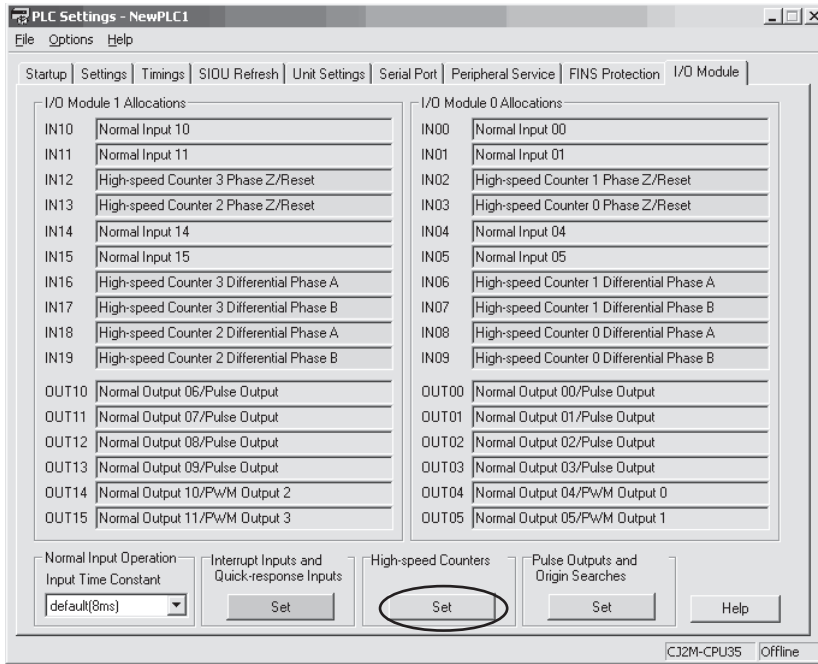 PLC Settings - NewPLC1
File Options Help
Startup Settings Timings SIOU Refresh Unit Settings Serial Port Peripheral Service FINS Protection I/O Module
I/O Module 1 Allocations
IN10 Normal Input 10
IN11 Normal Input 11
IN12 High-speed Counter 3 Phase Z/Reset
IN13 High-speed Counter 2 Phase Z/Reset
IN14 Normal Input 14
IN15 Normal Input 15
IN16 High-speed Counter 3 Differential Phase A
IN17 High-speed Counter 3 Differential Phase B
IN18 High-speed Counter 2 Differential Phase A
IN19 High-speed Counter 2 Differential Phase B
OUT10 Normal Output 06/Pulse Output
OUT11 Normal Output 07/Pulse Output
OUT12 Normal Output 08/Pulse Output
OUT13 Normal Output 09/Pulse Output
OUT14 Normal Output 10/PWM Output 2
OUT15 Normal Output 11/PWM Output 3
I/O Module 0 Allocations
IN00 Normal Input 00
IN01 Normal Input 01
IN02 High-speed Counter 1 Phase Z/Reset
IN03 High-speed Counter 0 Phase Z/Reset
IN04 Normal Input 04
IN05 Normal Input 05
IN06 High-speed Counter 1 Differential Phase A
IN07 High-speed Counter 1 Differential Phase B
IN08 High-speed Counter 0 Differential Phase A
IN09 High-speed Counter 0 Differential Phase B
OUT00 Normal Output 00/Pulse Output
OUT01 Normal Output 01/Pulse Output
OUT02 Normal Output 02/Pulse Output
OUT03 Normal Output 03/Pulse Output
OUT04 Normal Output 04/PWM Output 0
OUT05 Normal Output 05/PWM Output 1
Normal Input Operation
Input Time Constant
default(8ms)
Interrupt Inputs and
Quick-response Inputs
Set
High-speed Counters
Set
Pulse Outputs and
Origin Searches
Set
Help
CJ2M-CPU35 Offline